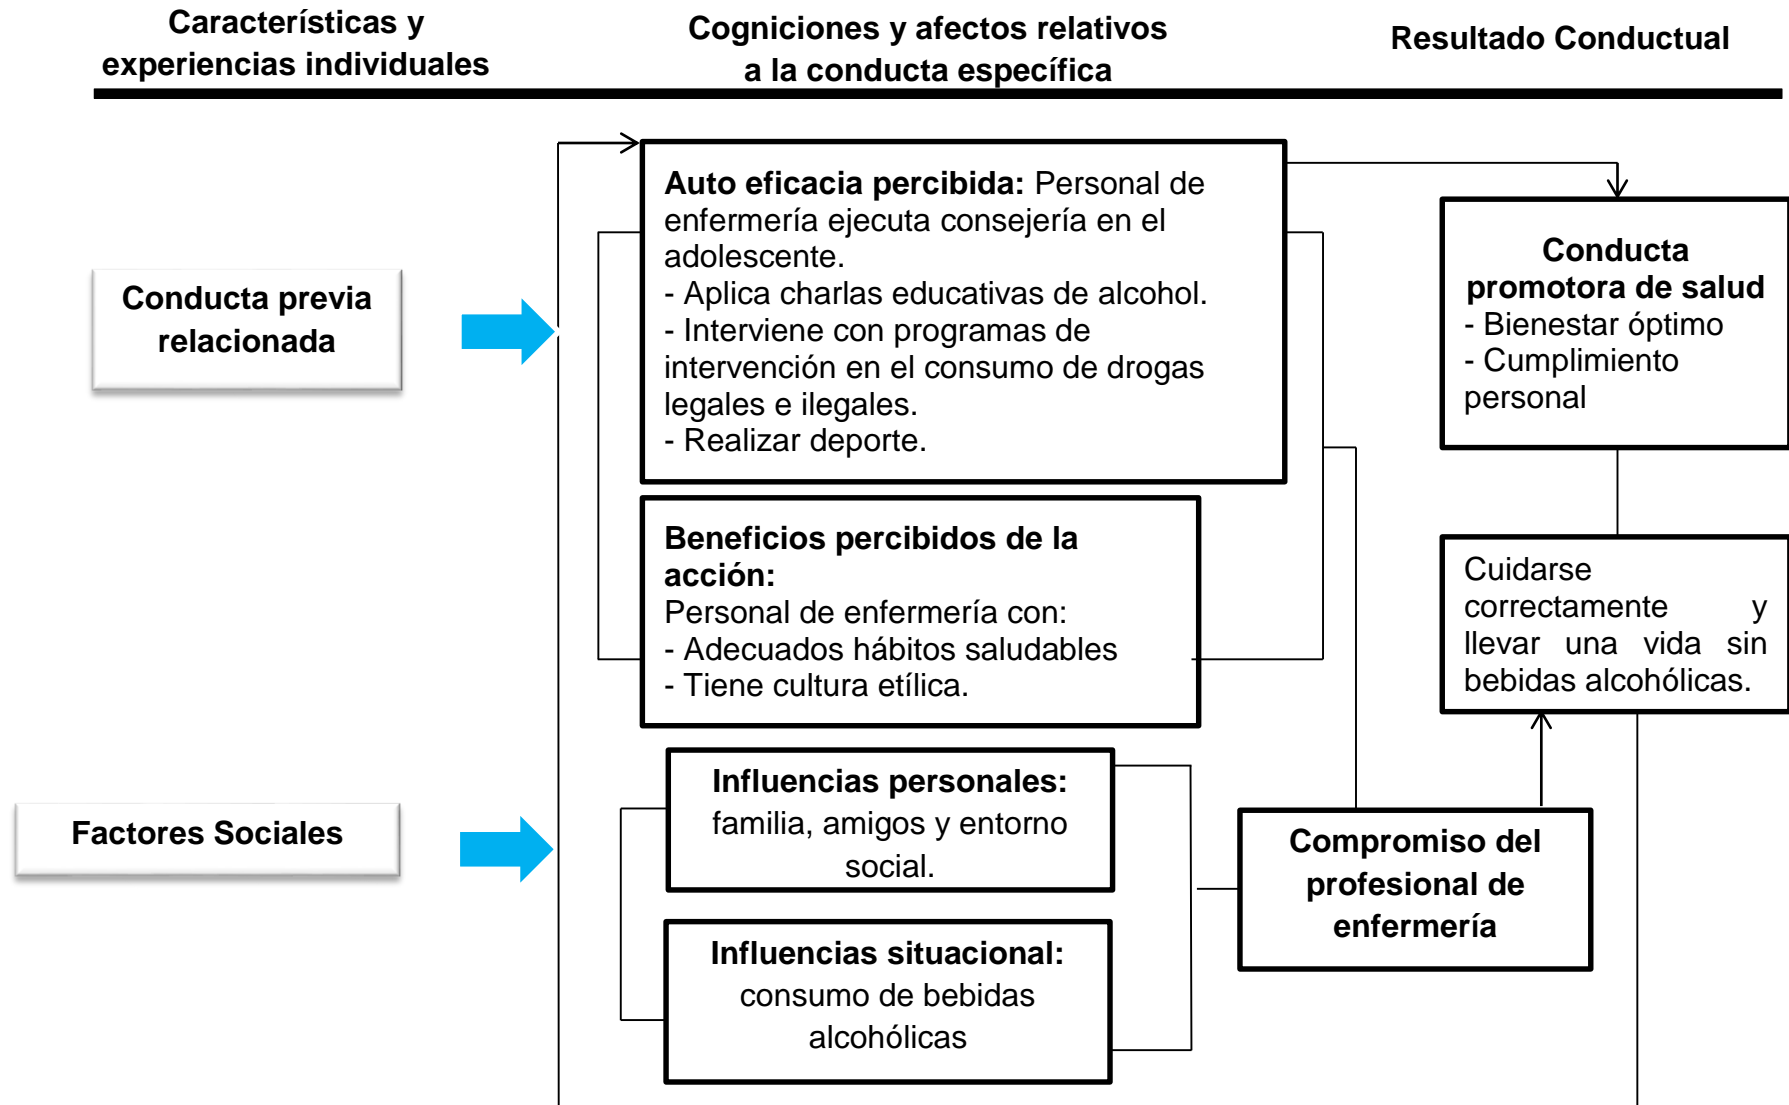 Características y
experiencias individuales
Cogniciones y afectos relativos
a la conducta específica
Resultado Conductual
Conducta previa
relacionada
Factores Sociales
Auto eficacia percibida: Personal de
enfermería ejecuta consejería en el
adolescente.
- Aplica charlas educativas de alcohol.
- Interviene con programas de
intervención en el consumo de drogas
legales e ilegales.
- Realizar deporte.
Beneficios percibidos de la
acción:
Personal de enfermería con:
- Adecuados hábitos saludables
- Tiene cultura etílica.
Influencias personales:
familia, amigos y entorno
social.
Influencias situacional:
consumo de bebidas
alcohólicas
Compromiso del
profesional de
enfermería
Conducta
promotora de salud
- Bienestar óptimo
- Cumplimiento
personal
Cuidarse
correctamente y
llevar una vida sin
bebidas alcohólicas.